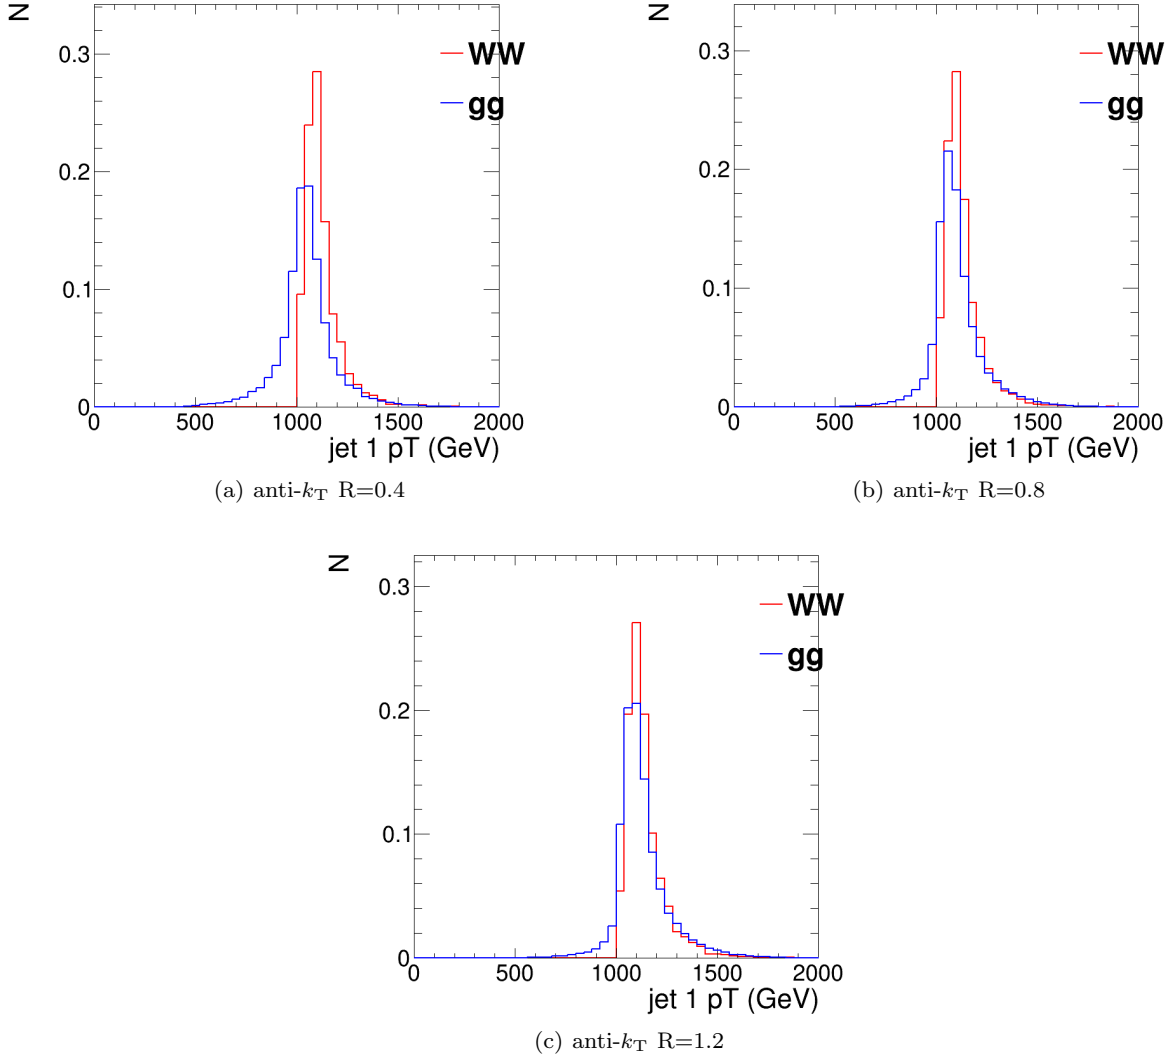 N
0.3
0.2
0.1
0
WW
gg
0 500 1000 1500 2000
jet 1 pT (GeV)
(a) anti-kT R=0.4
N
0.3
0.2
0.1
0
WW
gg
0 500 1000 1500 2000
jet 1 pT (GeV)
(b) anti-kT R=0.8
N
0.3
0.2
0.1
0
WW
gg
0 500 1000 1500 2000
jet 1 pT (GeV)
(c) anti-kT R=1.2